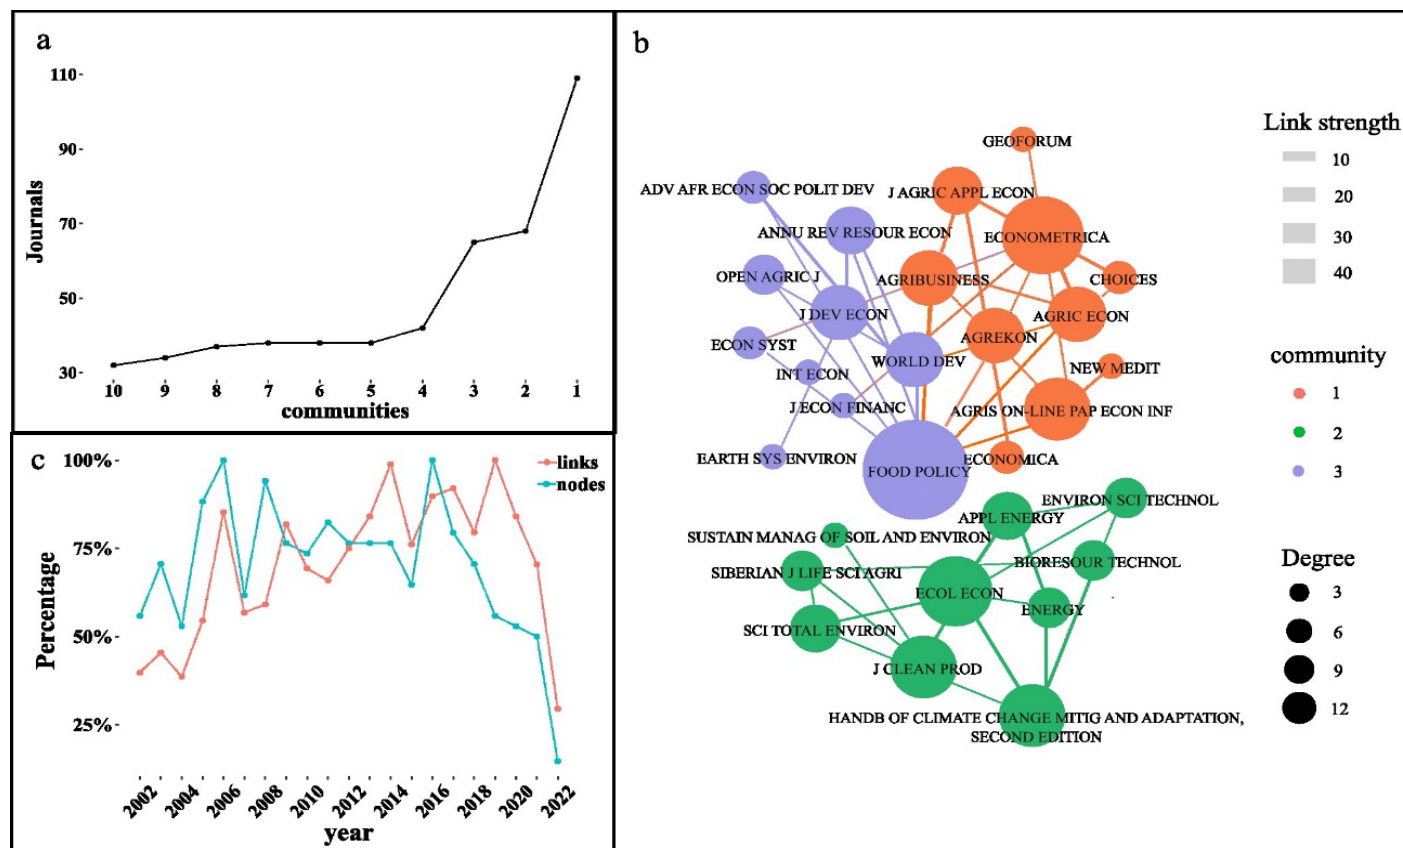 a
110
90
70
50
30
Journals
10 9 8 7 6 5 4 3 2 1
communities
b
GEOFORUM
ADV AFR ECON SOC POLIT DEV
J AGRIC APPL ECON
ANNU REV RESOUR ECON
ECONOMETRICA
OPEN AGRIC J
AGRIBUSINESS
CHOICES
J DEV ECON
AGRIC ECON
ECON SYST
AGREKON
WORLD DEV
INT ECON
NEW MEDIT
J ECON FINANC
AGRIS ON-LINE PAP ECON INF
EARTH SYS ENVIRON
ECONOMICA
FOOD POLICY
ENVIRON SCI TECHNOL
APPL ENERGY
SUSTAIN MANAG OF SOIL AND ENVIRON
BIORESOUR TECHNOL
SIBERIAN J LIFE SCI AGRI
ECOL ECON
ENERGY
SCI TOTAL ENVIRON
J CLEAN PROD
HANDB OF CLIMATE CHANGE MITIG AND ADAPTATION,
SECOND EDITION
Link strength
10
20
30
40
community
1
2
3
Degree
3
6
9
12
c
100%
75%
50%
25%
Percentage
links
nodes
2002 2004 2006 2008 2010 2012 2014 2016 2018 2020 2022
year